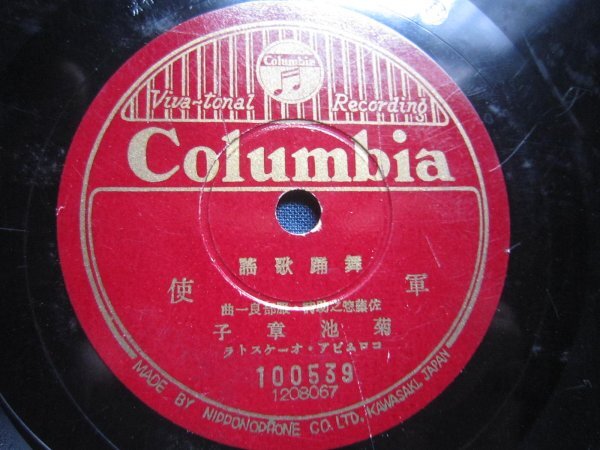 Columbia
Viva-tonal Recording
Columbia
舞踊歌謠
軍使
佐藤惣之助詞 服部良一曲
菊池章子
コロムビア・オーケストラ
100539
1208067
MADE BY NIPPONOPHONE CO. LTD., KAWASAKI, JAPAN